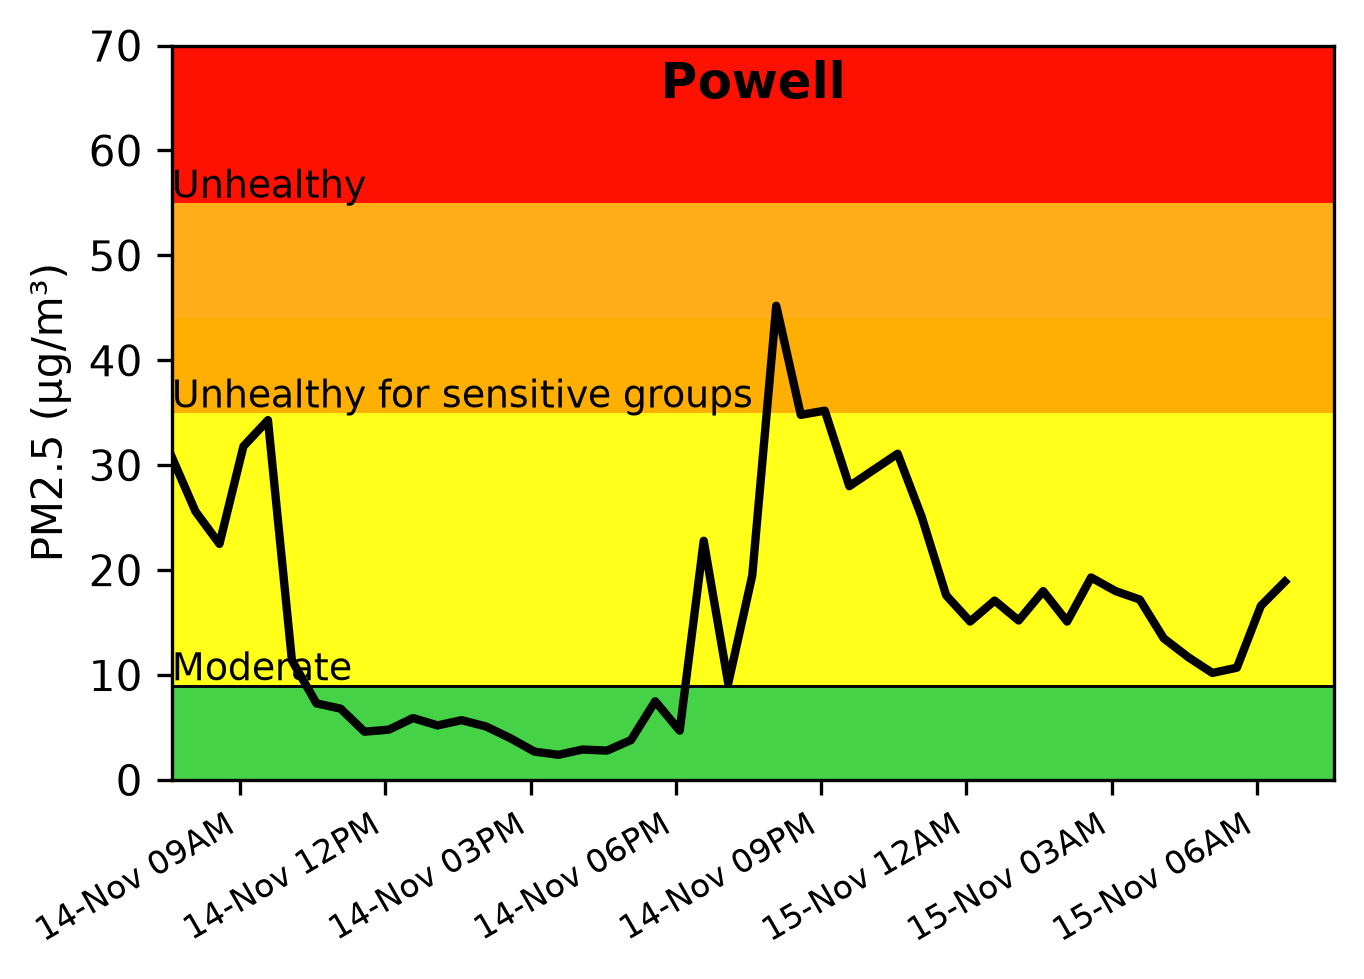 Powell
PM2.5 (µg/m³)
70
60
50
40
30
20
10
0
Unhealthy
Unhealthy for sensitive groups
Moderate
14-Nov 09AM
14-Nov 12PM
14-Nov 03PM
14-Nov 06PM
14-Nov 09PM
15-Nov 12AM
15-Nov 03AM
15-Nov 06AM